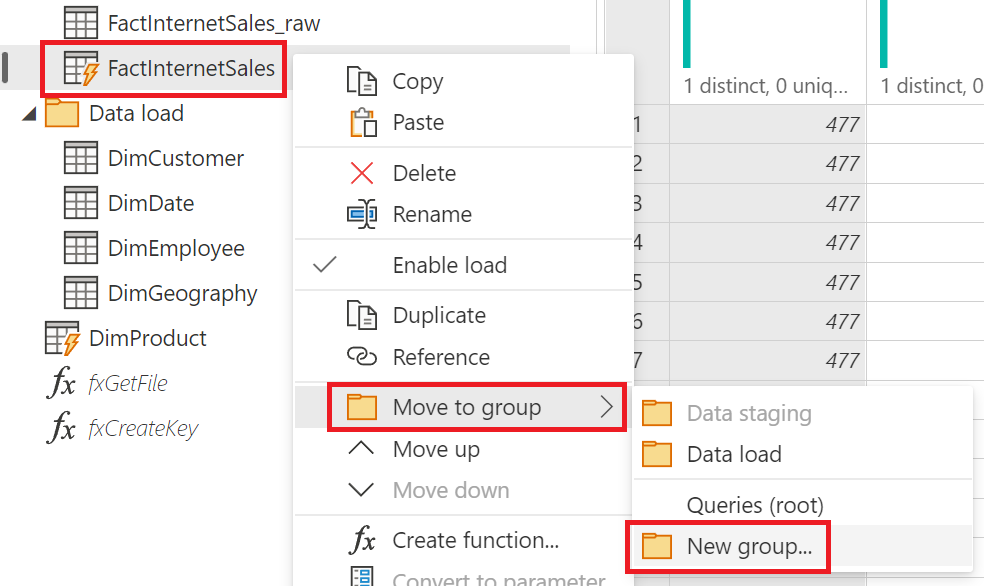 FactInternetSales_raw
FactInternetSales
Data load
DimCustomer
DimDate
DimEmployee
DimGeography
DimProduct
fx fxGetFile
fx fxCreateKey
Copy
Paste
Delete
Rename
Enable load
Duplicate
Reference
Move to group
Move up
Move down
fx Create function...
Convert to parameter
Data staging
Data load
Queries (root)
New group...
1 distinct, 0 uniq... 1 distinct, 0
1 477
2 477
3 477
4 477
5 477
6 477
7 477